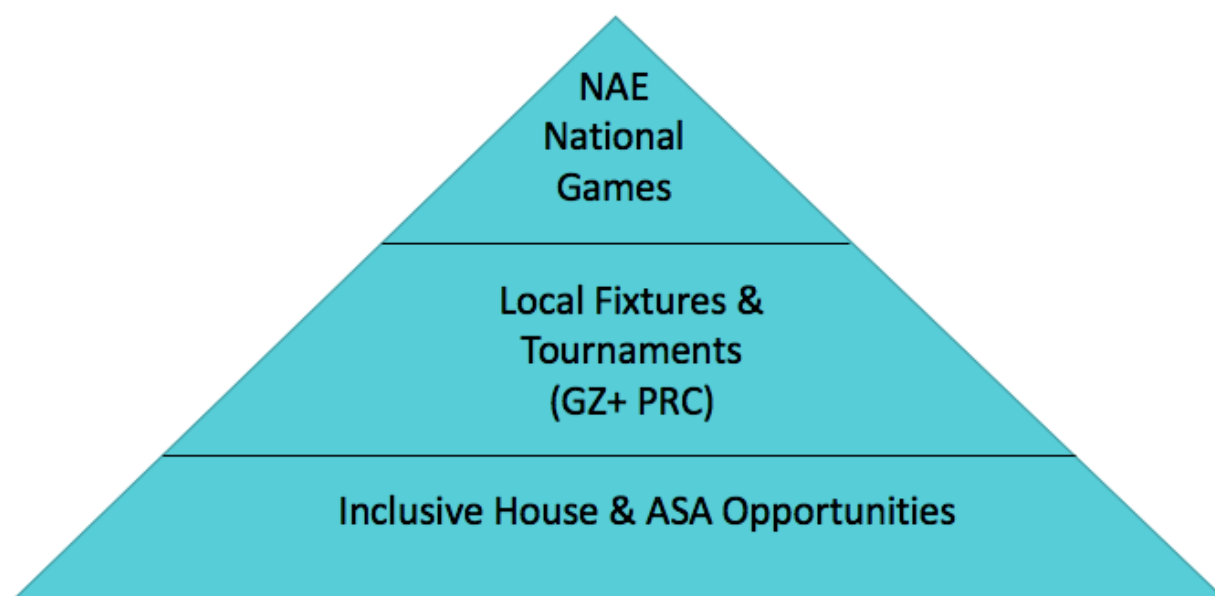 NAE
National
Games
Local Fixtures &
Tournaments
(GZ+ PRC)
Inclusive House & ASA Opportunities